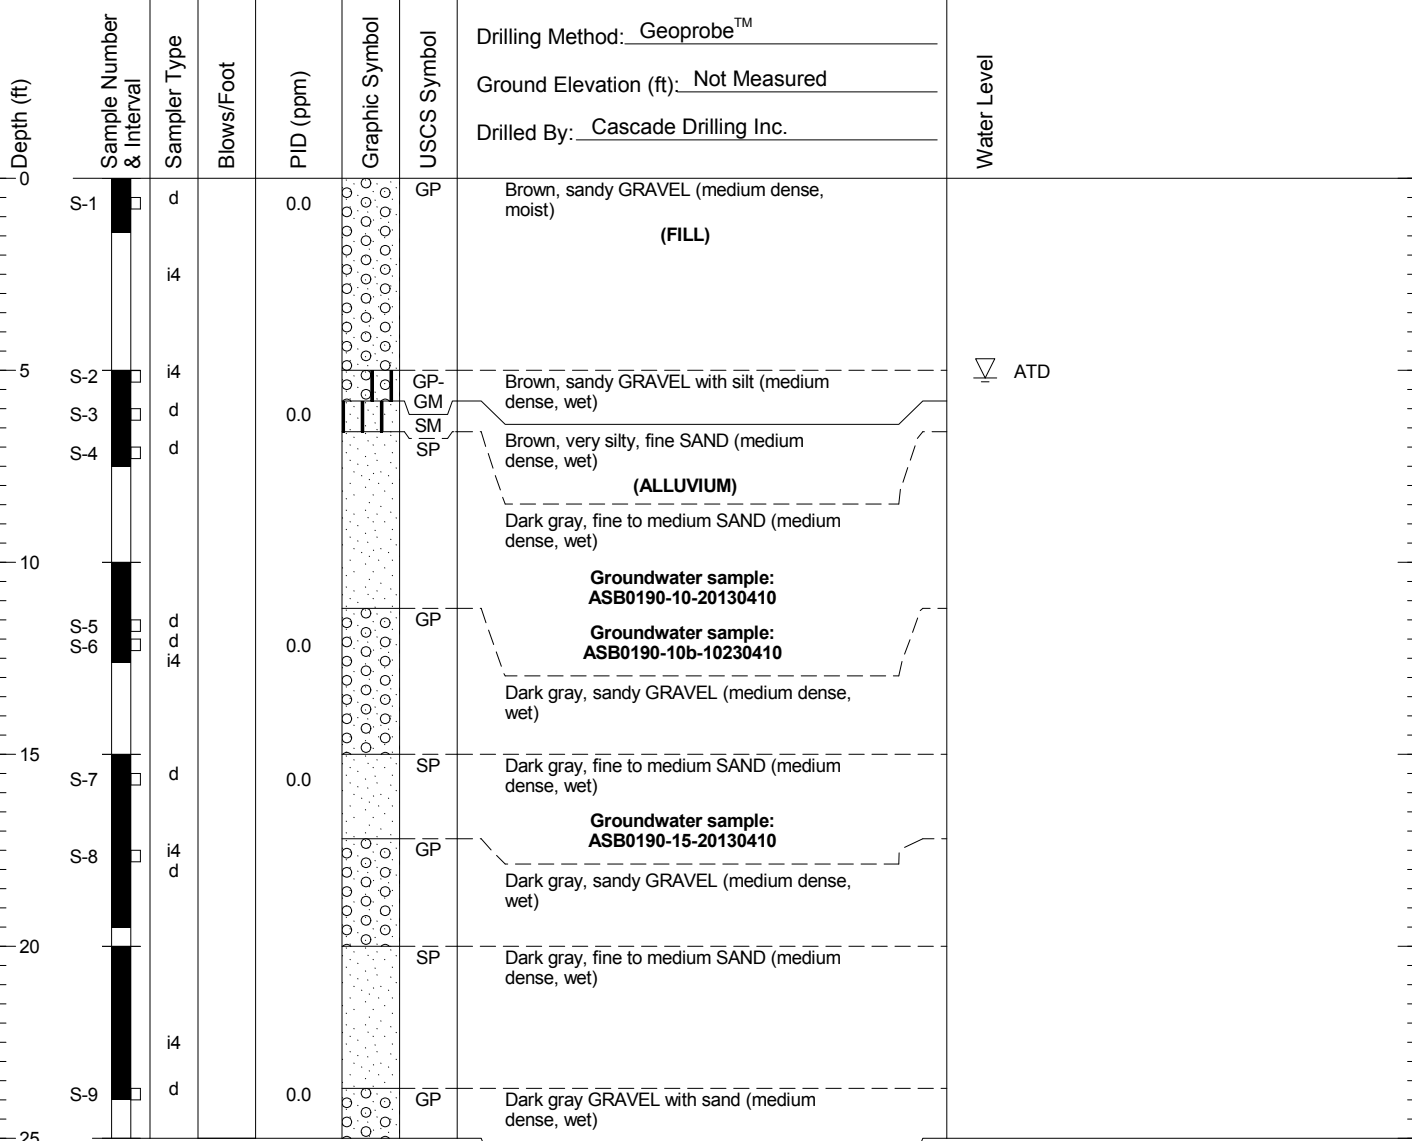 Drilling Method: Geoprobe™
Ground Elevation (ft): Not Measured
Drilled By: Cascade Drilling Inc.
Depth (ft)
Sample Number
& Interval
Sampler Type
Blows/Foot
PID (ppm)
Graphic Symbol
USCS Symbol
Water Level
0
S-1 d 0.0 GP Brown, sandy GRAVEL (medium dense,
moist)
(FILL)
i4
5 S-2 i4 GP-
GM Brown, sandy GRAVEL with silt (medium
dense, wet)
ATD
S-3 d 0.0 SM
S-4 d SP Brown, very silty, fine SAND (medium
dense, wet)
(ALLUVIUM)
Dark gray, fine to medium SAND (medium
dense, wet)
10
Groundwater sample:
ASB0190-10-20130410
S-5 d GP
Groundwater sample:
ASB0190-10b-10230410
S-6 d 0.0
i4
Dark gray, sandy GRAVEL (medium dense,
wet)
15
S-7 d 0.0 SP Dark gray, fine to medium SAND (medium
dense, wet)
Groundwater sample:
ASB0190-15-20130410
S-8 i4 GP
d
Dark gray, sandy GRAVEL (medium dense,
wet)
20 SP Dark gray, fine to medium SAND (medium
dense, wet)
i4
S-9 d 0.0 GP Dark gray GRAVEL with sand (medium
dense, wet)
25